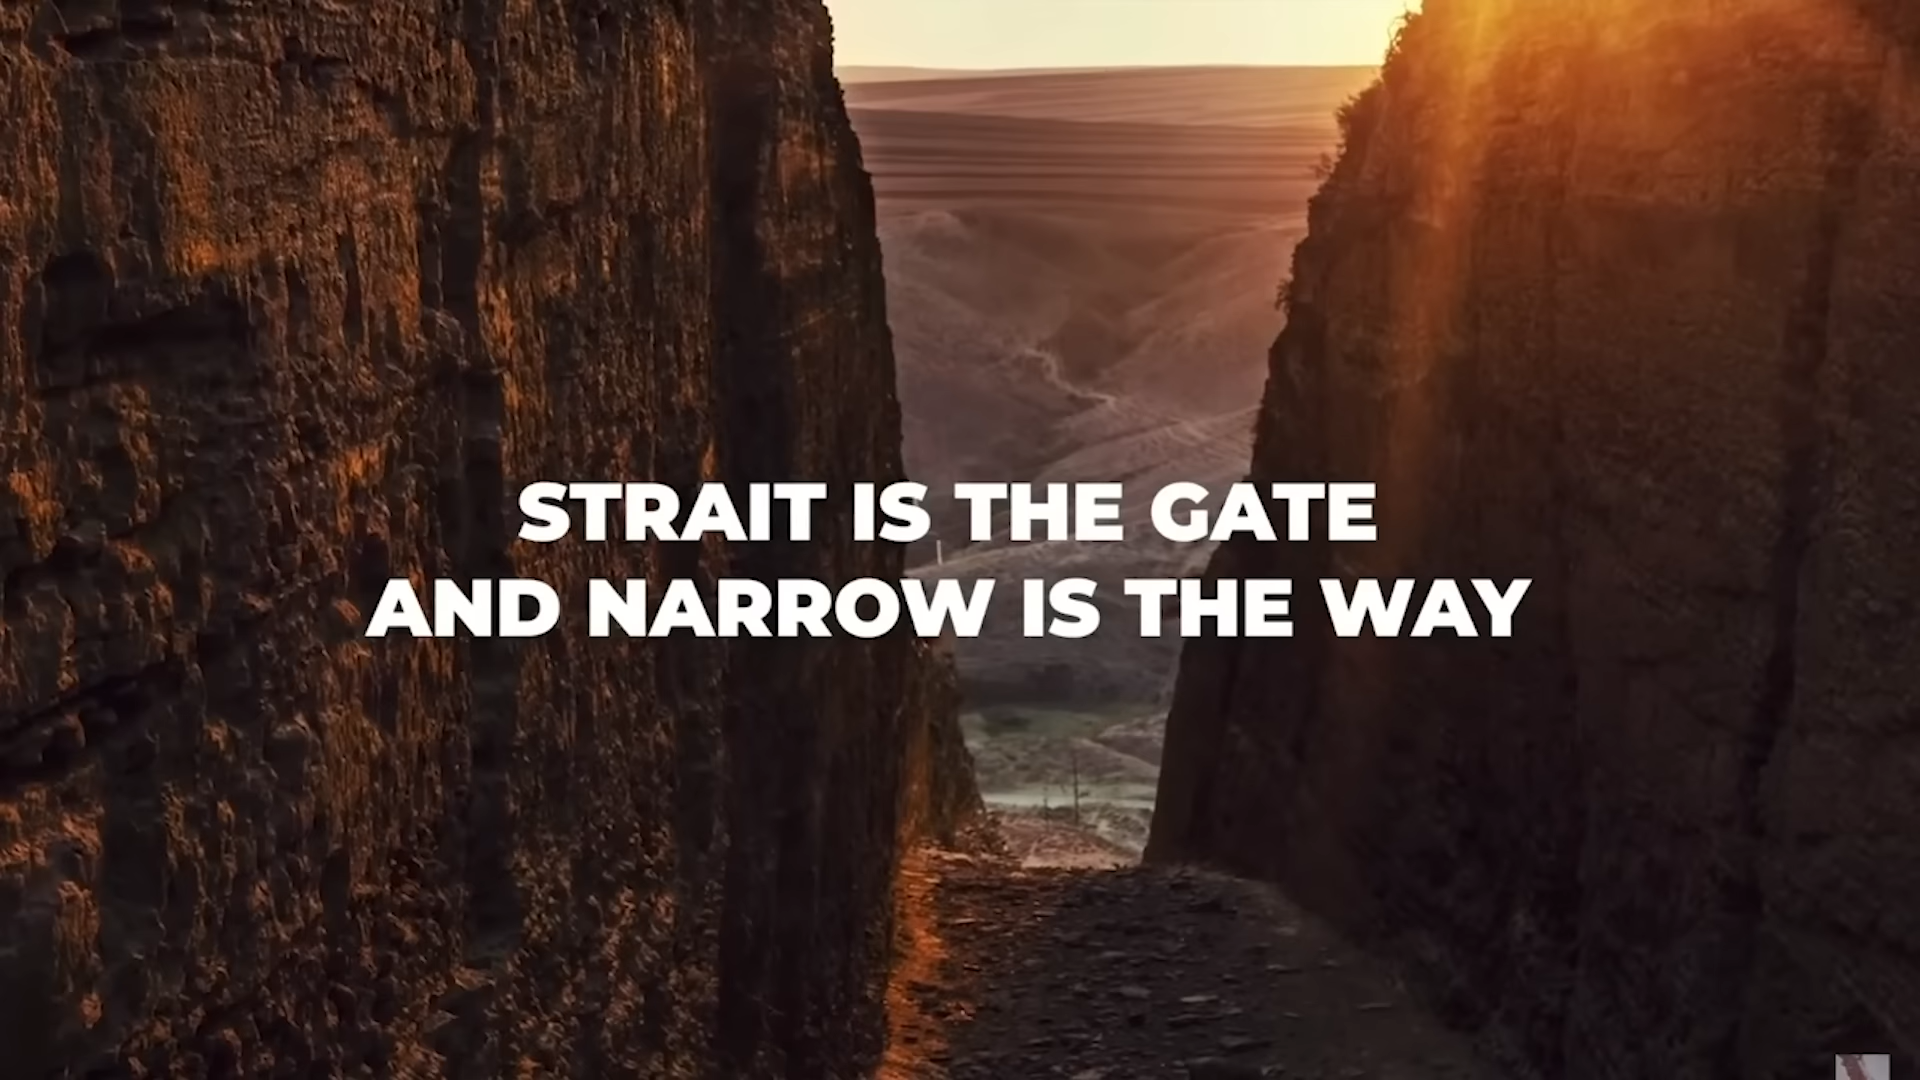 STRAIT IS THE GATE
AND NARROW IS THE WAY